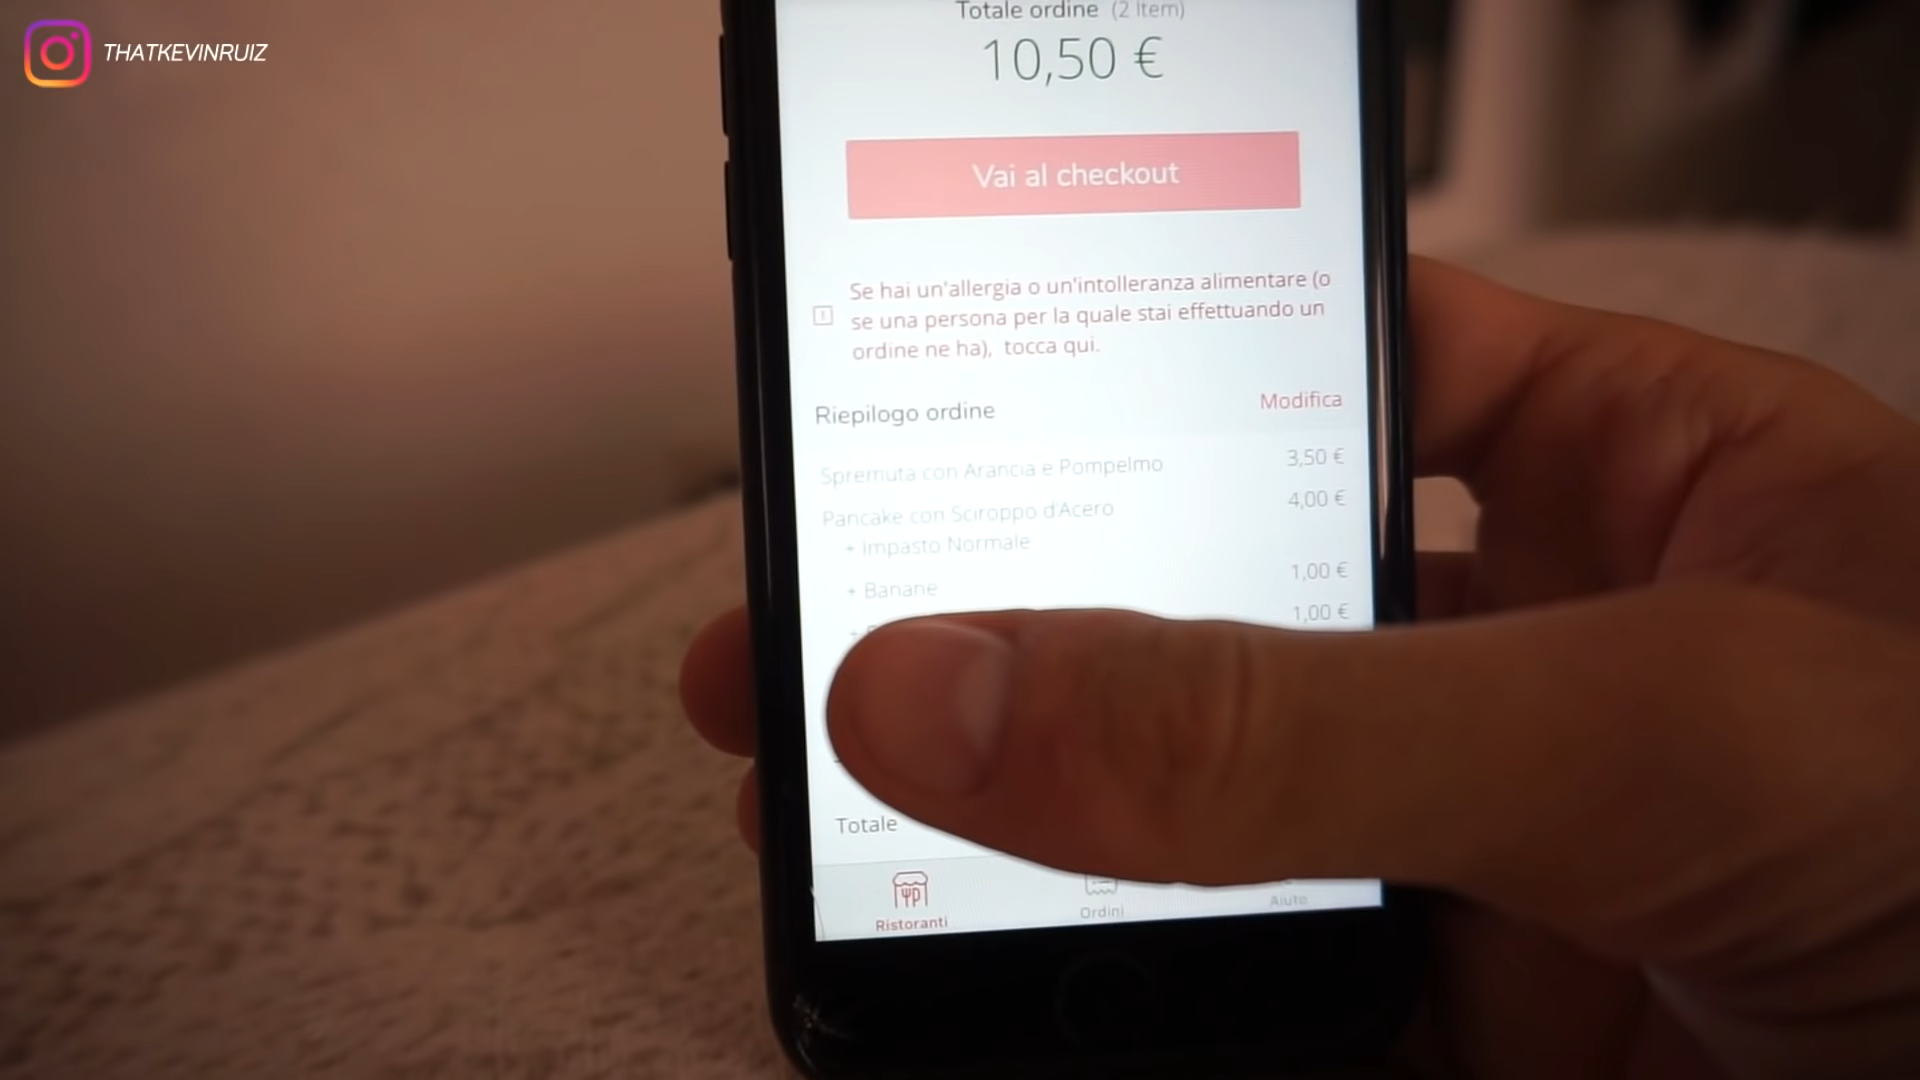 THATKEVINRUIZ
Totale ordine (2 Item)
10,50 €
Vai al checkout
Se hai un'allergia o un'intolleranza alimentare (o
se una persona per la quale stai effettuando un
ordine ne ha), tocca qui.
Riepilogo ordine Modifica
Spremuta con Arancia e Pompelmo 3,50 €
Pancake con Sciroppo d'Acero 4,00 €
+ Impasto Normale
+ Banane 1,00 €
+ 1,00 €
Totale
Ristoranti Ordini Aiuto